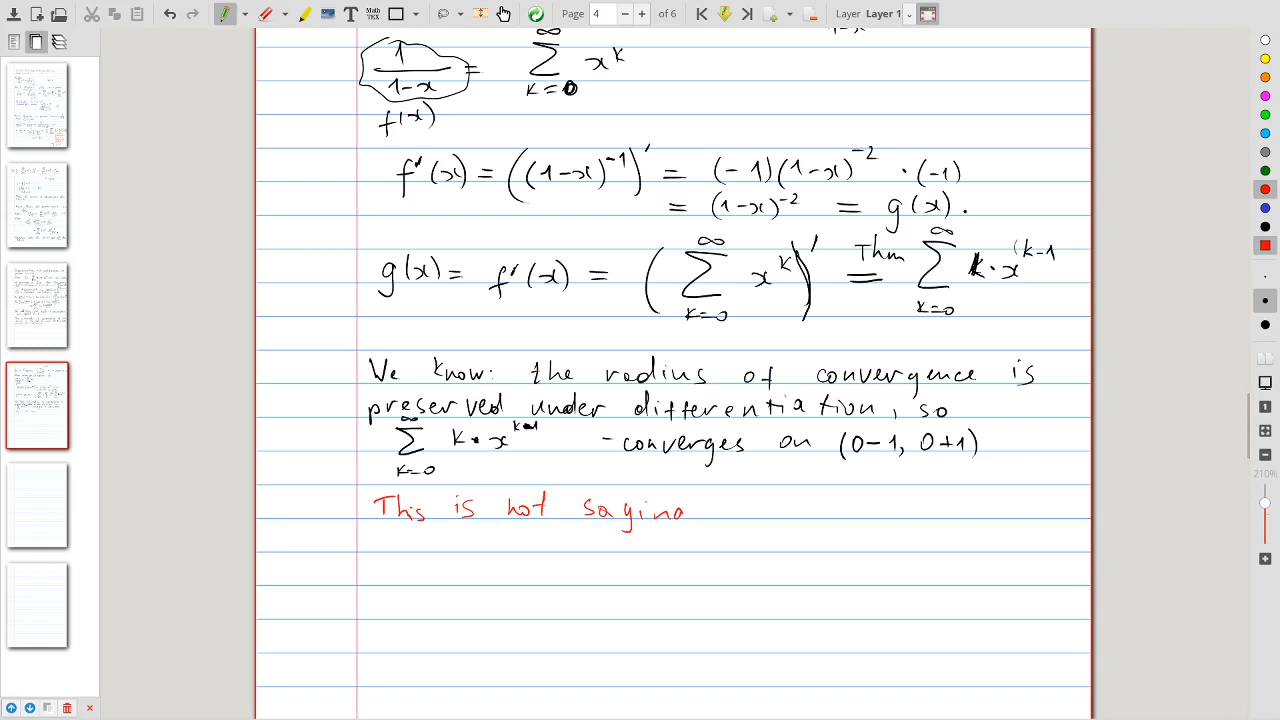 Page 4 of 6 Layer Layer 1
1/(1-x) = ∑_{k=0}^{∞} x^k
f(x)
f'(x) = ((1-x)^{-1})' = (-1)(1-x)^{-2} · (-1)
= (1-x)^{-2} = g(x).
g(x) = f'(x) = (∑_{k=0}^{∞} x^k)' =^{Thm} ∑_{k=0}^{∞} k · x^{k-1}
We know: the radius of convergence is
preserved under differentiation, so
∑_{k=0}^{∞} k · x^{k-1} - converges on (0-1, 0+1)
This is not saying
210%